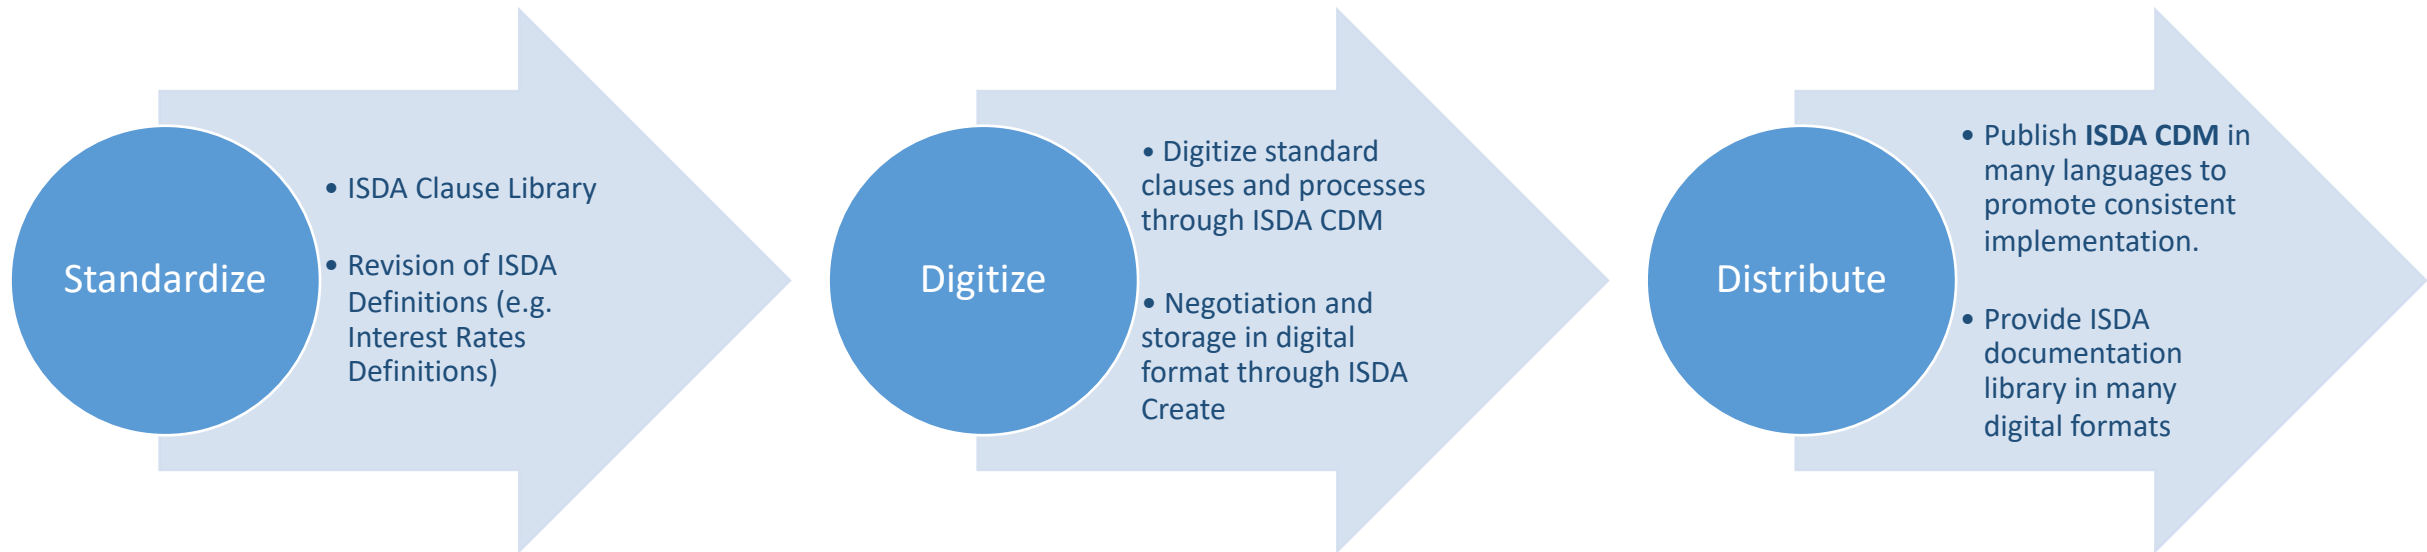 Standardize
• ISDA Clause Library
• Revision of ISDA
Definitions (e.g.
Interest Rates
Definitions)
Digitize
• Digitize standard
clauses and processes
through ISDA CDM
• Negotiation and
storage in digital
format through ISDA
Create
Distribute
• Publish ISDA CDM in
many languages to
promote consistent
implementation.
• Provide ISDA
documentation
library in many
digital formats